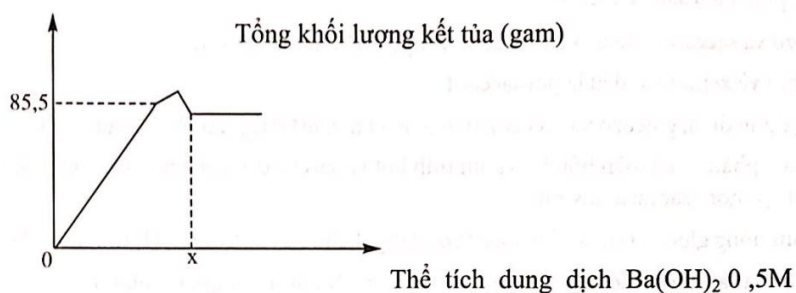 Tổng khối lượng kết tủa (gam)
85,5
0
x
Thể tích dung dịch Ba(OH)₂ 0 ,5M